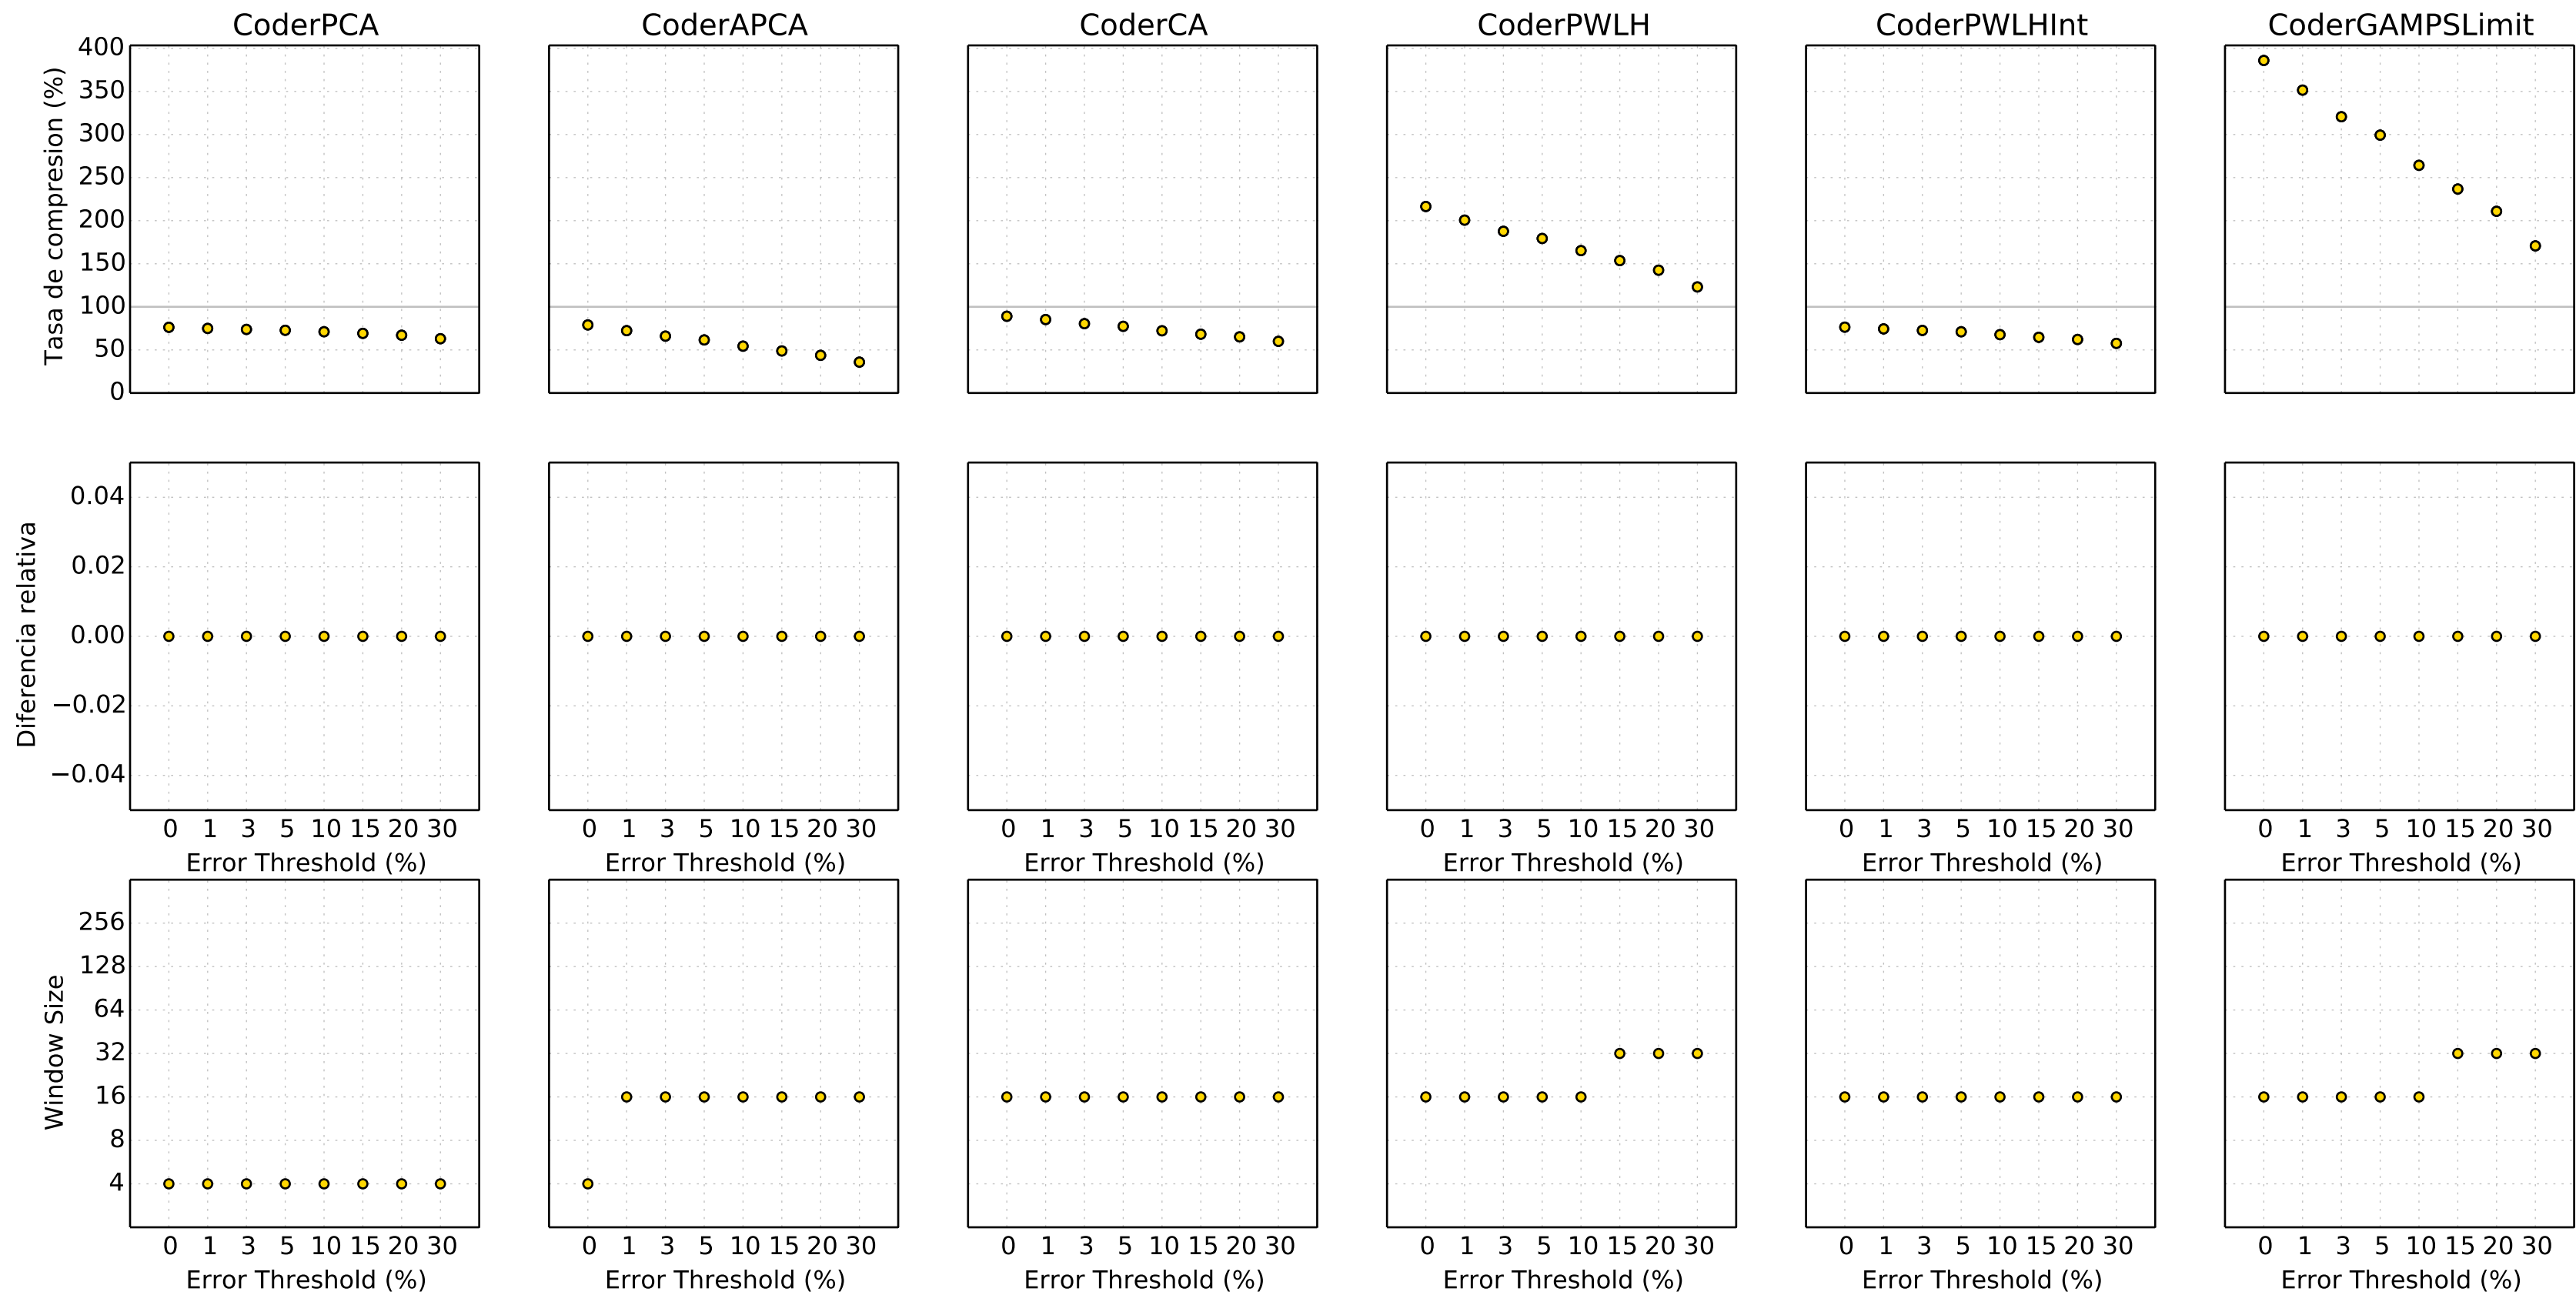 CoderPCA CoderAPCA CoderCA CoderPWLH CoderPWLHInt CoderGAMPSLimit
Tasa de compresion (%)
400
350
300
250
200
150
100
50
0
Diferencia relativa
0.04
0.02
0.00
−0.02
−0.04
0 1 3 5 10 15 20 30 0 1 3 5 10 15 20 30 0 1 3 5 10 15 20 30 0 1 3 5 10 15 20 30 0 1 3 5 10 15 20 30 0 1 3 5 10 15 20 30
Error Threshold (%) Error Threshold (%) Error Threshold (%) Error Threshold (%) Error Threshold (%) Error Threshold (%)
Window Size
256
128
64
32
16
8
4
0 1 3 5 10 15 20 30 0 1 3 5 10 15 20 30 0 1 3 5 10 15 20 30 0 1 3 5 10 15 20 30 0 1 3 5 10 15 20 30 0 1 3 5 10 15 20 30
Error Threshold (%) Error Threshold (%) Error Threshold (%) Error Threshold (%) Error Threshold (%) Error Threshold (%)